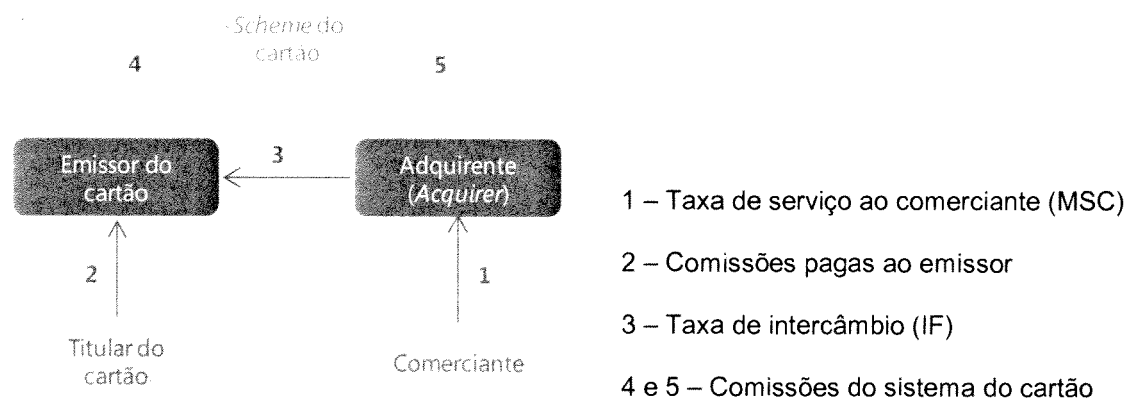 Scheme do
cartão
4
5
Emissor do
cartão
3
Adquirente
(Acquirer)
2
1
Titular do
cartão
Comerciante
1 – Taxa de serviço ao comerciante (MSC)
2 – Comissões pagas ao emissor
3 – Taxa de intercâmbio (IF)
4 e 5 – Comissões do sistema do cartão